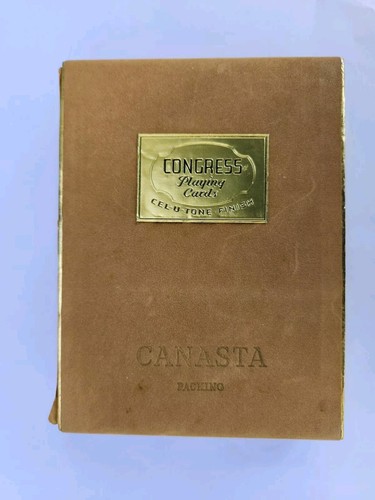 CONGRESS
Playing
Cards
CEL-U-TONE FINISH
CANASTA
PACKING